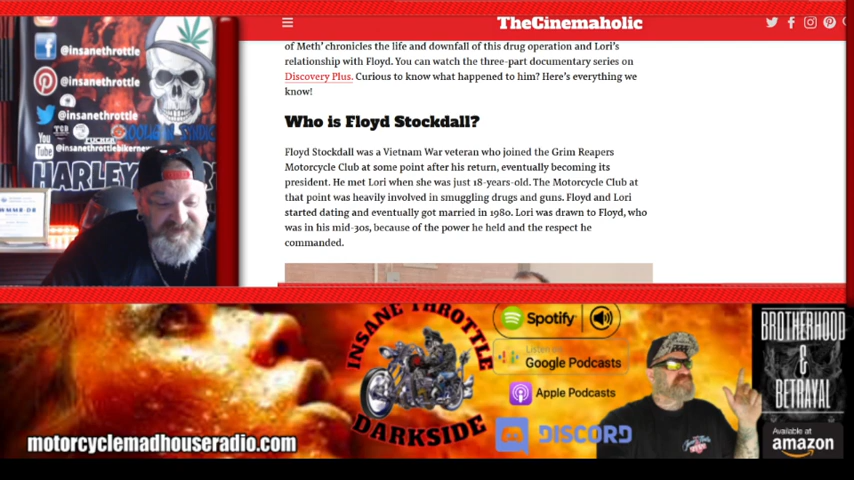 @insanethrottle
@insanethrottle
@insanethrottle
You
Tube
@insanethrottlebikernew
HARLEY
TheCinemaholic
of Meth' chronicles the life and downfall of this drug operation and Lori's
relationship with Floyd. You can watch the three-part documentary series on
Discovery Plus. Curious to know what happened to him? Here's everything we
know!
Who is Floyd Stockdall?
Floyd Stockdall was a Vietnam War veteran who joined the Grim Reapers
Motorcycle Club at some point after his return, eventually becoming its
president. He met Lori when she was just 18-years-old. The Motorcycle Club at
that point was heavily involved in smuggling drugs and guns. Floyd and Lori
started dating and eventually got married in 1980. Lori was drawn to Floyd, who
was in his mid-30s, because of the power he held and the respect he
commanded.
INSANE THROTTLE
DARKSIDE
motorcyclemadhouseradio.com
Spotify
Listen on
Google Podcasts
Apple Podcasts
DISCORD
BROTHERHOOD
&
BETRAYAL
Available at
amazon